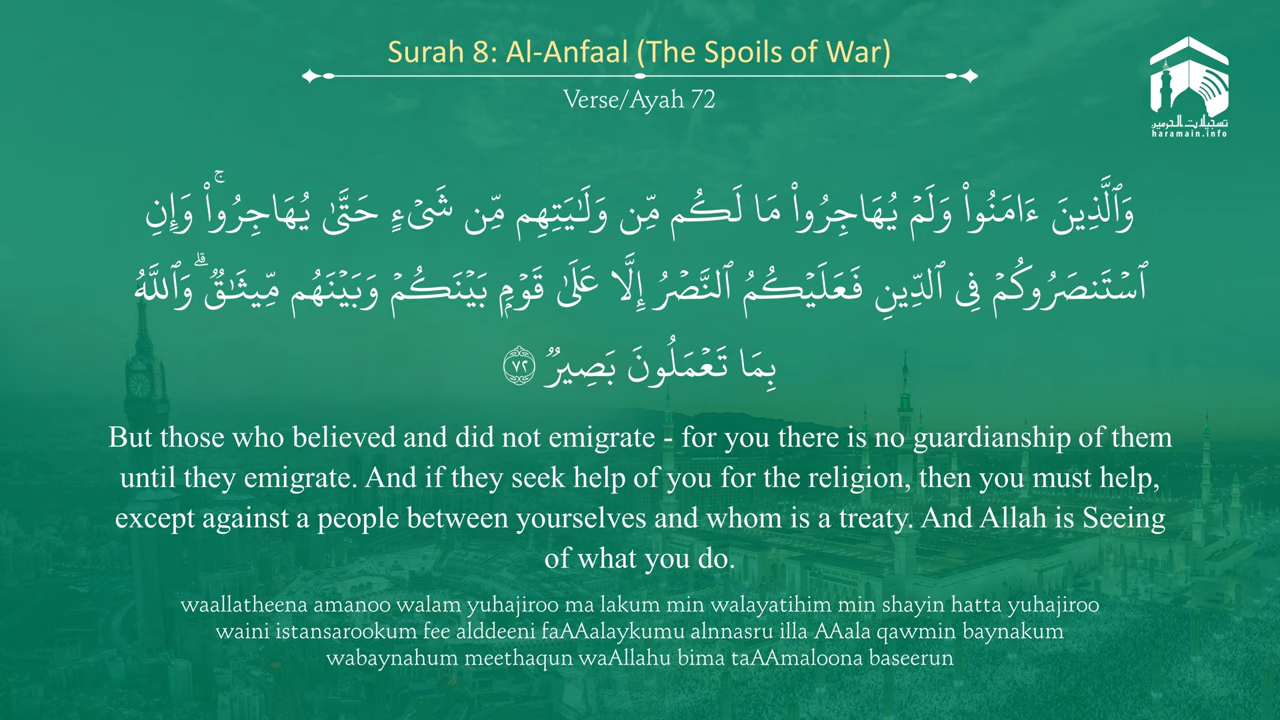 Surah 8: Al-Anfaal (The Spoils of War)
Verse/Ayah 72
تسجيلات الحرمين
haramain.info
وَٱلَّذِينَ ءَامَنُوا۟ وَلَمْ يُهَاجِرُوا۟ مَا لَكُم مِّن وَلَـٰيَتِهِم مِّن شَىْءٍ حَتَّىٰ يُهَاجِرُوا۟ ۚ وَإِنِ
ٱسْتَنصَرُوكُمْ فِى ٱلدِّينِ فَعَلَيْكُمُ ٱلنَّصْرُ إِلَّا عَلَىٰ قَوْمٍۭ بَيْنَكُمْ وَبَيْنَهُم مِّيثَـٰقٌ ۗ وَٱللَّهُ
بِمَا تَعْمَلُونَ بَصِيرٌ ٧٢
But those who believed and did not emigrate - for you there is no guardianship of them
until they emigrate. And if they seek help of you for the religion, then you must help,
except against a people between yourselves and whom is a treaty. And Allah is Seeing
of what you do.
waallatheena amanoo walam yuhajiroo ma lakum min walayatihim min shayin hatta yuhajiroo
waini istansarookum fee alddeeni faAAalaykumu alnnasru illa AAala qawmin baynakum
wabaynahum meethaqun waAllahu bima taAAmaloona baseerun